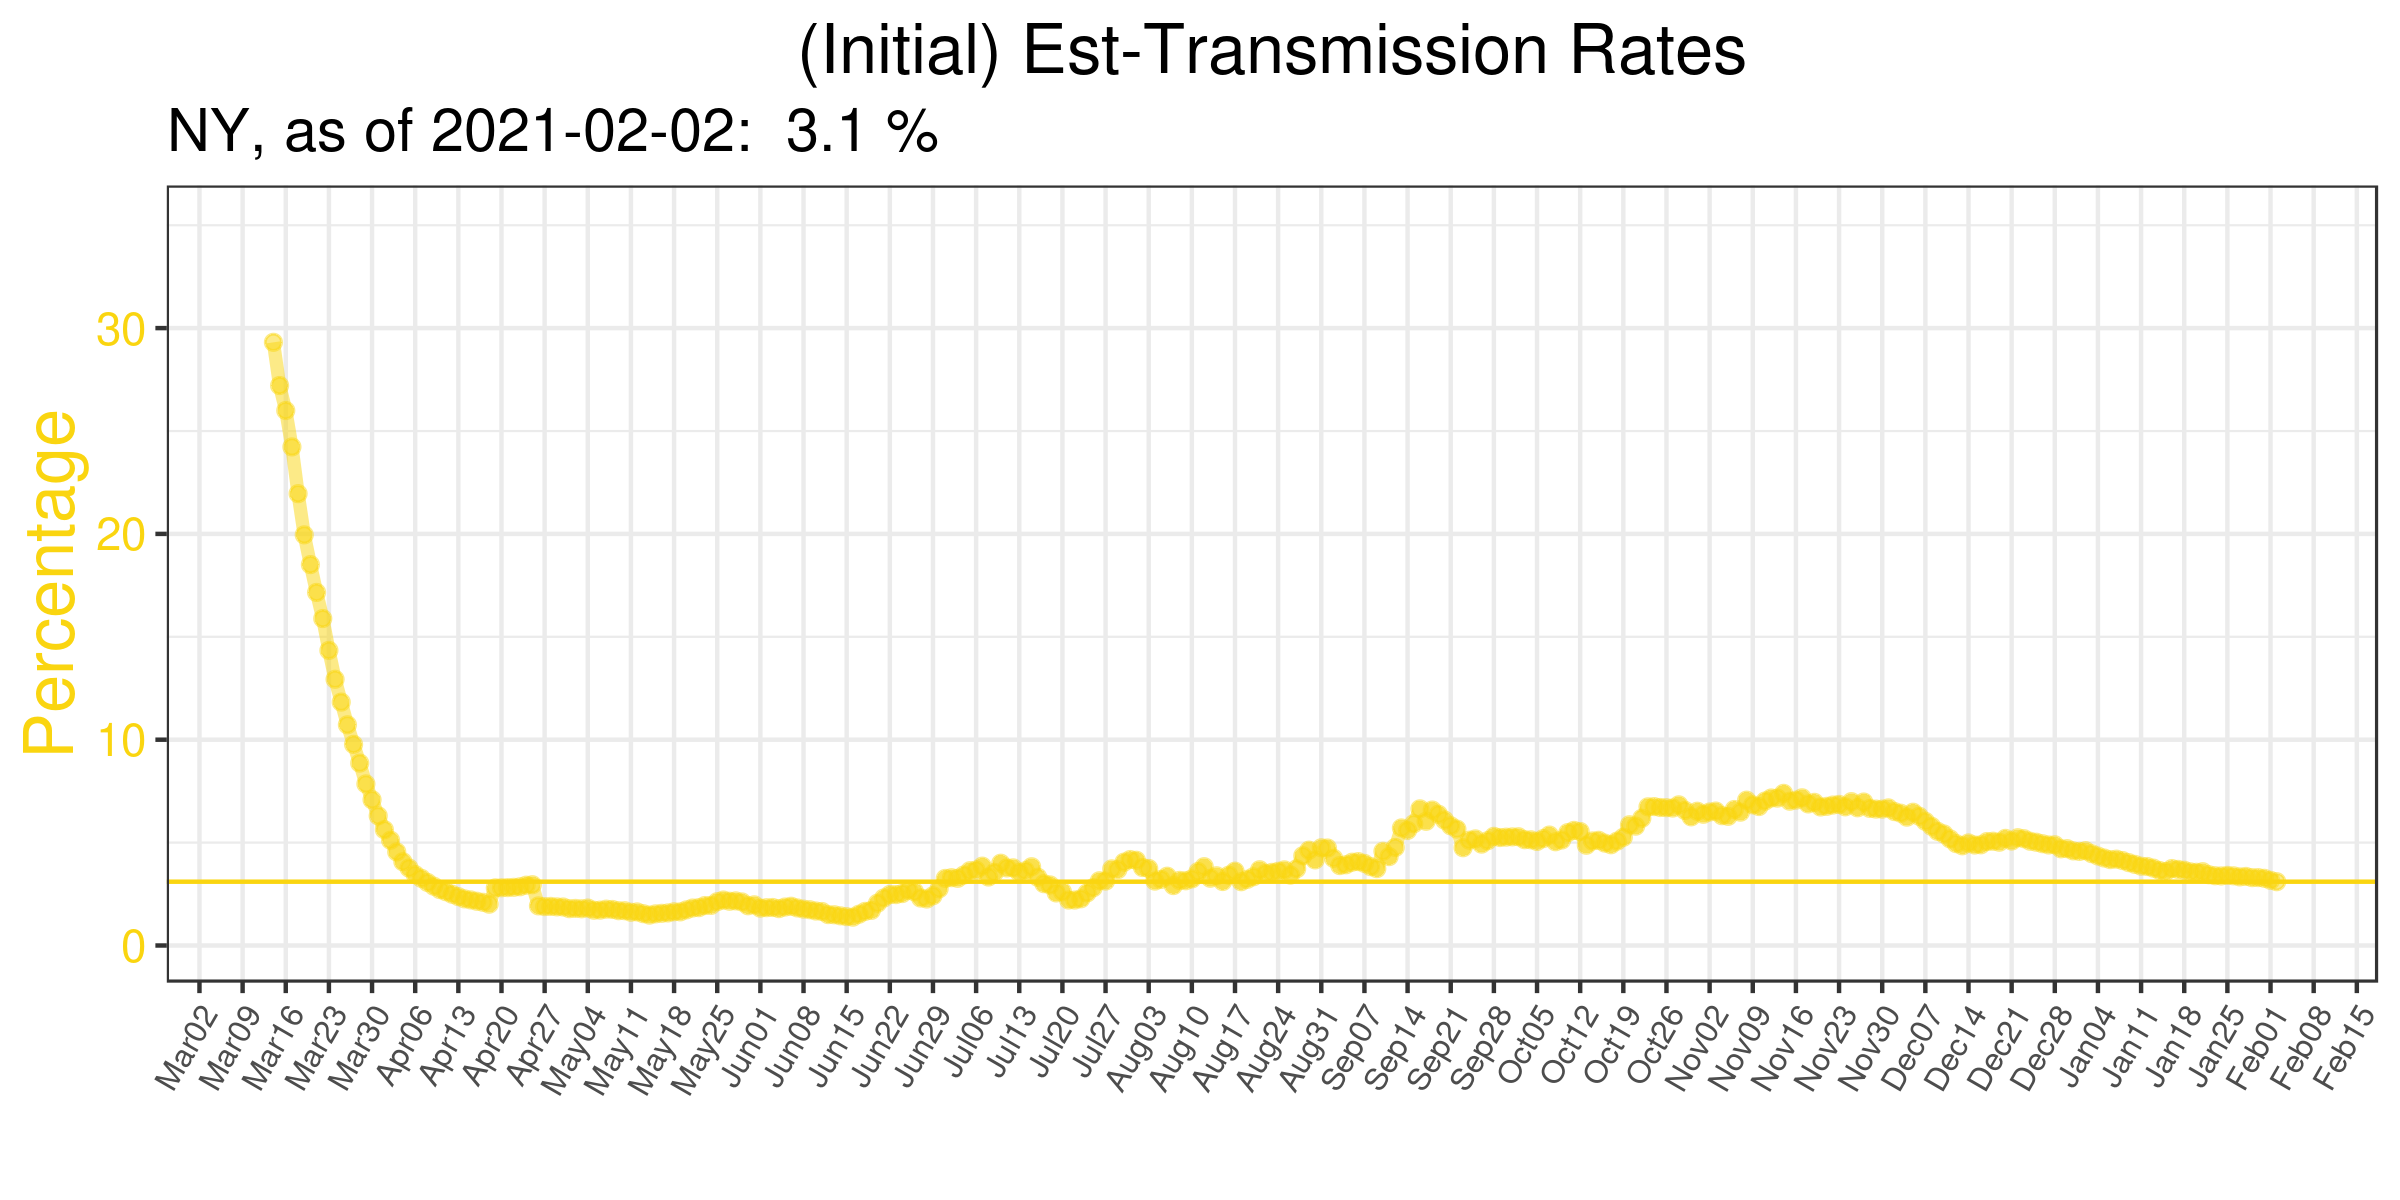 (Initial) Est-Transmission Rates
NY, as of 2021-02-02:  3.1 %
Percentage
30
20
10
0
Mar02
Mar09
Mar16
Mar23
Mar30
Apr06
Apr13
Apr20
Apr27
May04
May11
May18
May25
Jun01
Jun08
Jun15
Jun22
Jun29
Jul06
Jul13
Jul20
Jul27
Aug03
Aug10
Aug17
Aug24
Aug31
Sep07
Sep14
Sep21
Sep28
Oct05
Oct12
Oct19
Oct26
Nov02
Nov09
Nov16
Nov23
Nov30
Dec07
Dec14
Dec21
Dec28
Jan04
Jan11
Jan18
Jan25
Feb01
Feb08
Feb15